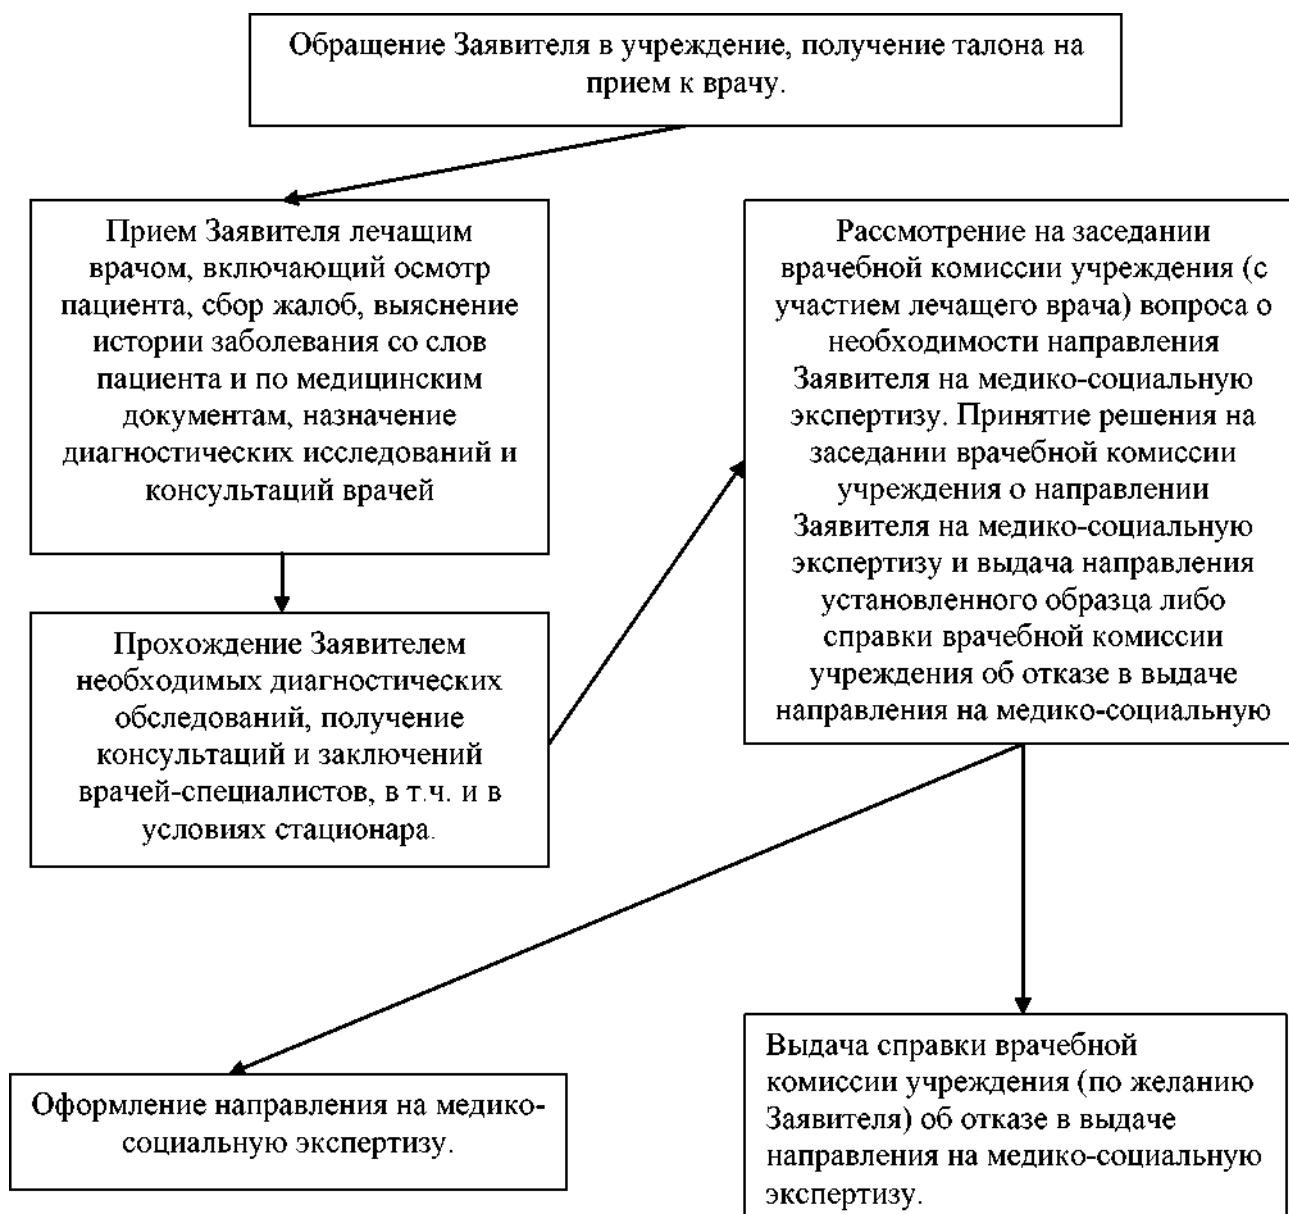 Обращение Заявителя в учреждение, получение талона на
прием к врачу.
Прием Заявителя лечащим
врачом, включающий осмотр
пациента, сбор жалоб, выяснение
истории заболевания со слов
пациента и по медицинским
документам, назначение
диагностических исследований и
консультаций врачей
Прохождение Заявителем
необходимых диагностических
обследований, получение
консультаций и заключений
врачей-специалистов, в т.ч. и в
условиях стационара.
Рассмотрение на заседании
врачебной комиссии учреждения (с
участием лечащего врача) вопроса о
необходимости направления
Заявителя на медико-социальную
экспертизу. Принятие решения на
заседании врачебной комиссии
учреждения о направлении
Заявителя на медико-социальную
экспертизу и выдача направления
установленного образца либо
справки врачебной комиссии
учреждения об отказе в выдаче
направления на медико-социальную
Оформление направления на медико-
социальную экспертизу.
Выдача справки врачебной
комиссии учреждения (по желанию
Заявителя) об отказе в выдаче
направления на медико-социальную
экспертизу.